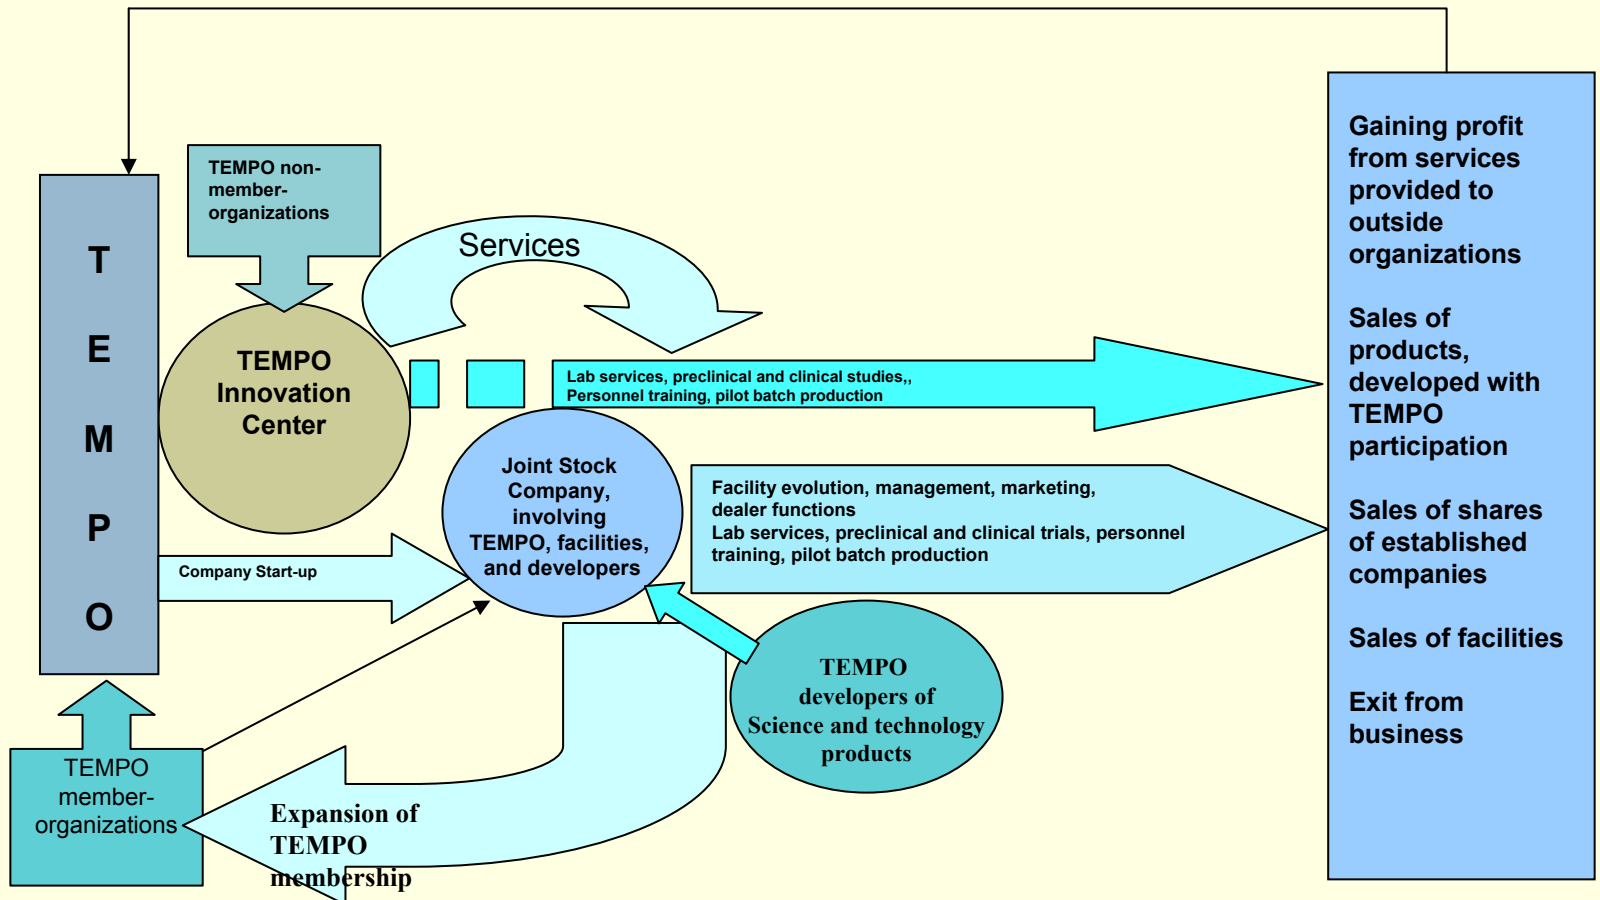 TEMPO non-
member-
organizations
T
E
M
P
O
Services
TEMPO
Innovation
Center
Lab services, preclinical and clinical studies,,
Personnel training, pilot batch production
Joint Stock
Company,
involving
TEMPO, facilities,
and developers
Company Start-up
Facility evolution, management, marketing,
dealer functions
Lab services, preclinical and clinical trials, personnel
training, pilot batch production
TEMPO
developers of
Science and technology
products
TEMPO
member-
organizations
Expansion of
TEMPO
membership
Gaining profit
from services
provided to
outside
organizations
Sales of
products,
developed with
TEMPO
participation
Sales of shares
of established
companies
Sales of facilities
Exit from
business